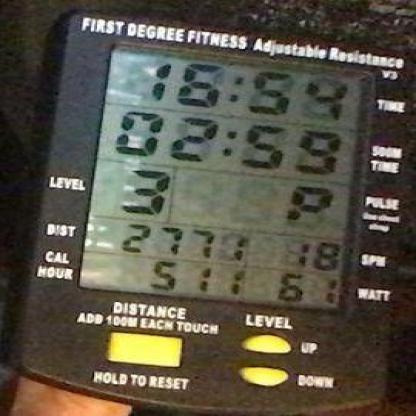 FIRST DEGREE FITNESS Adjustable Resistance
V3
16:54 TIME
02:59 500M TIME
LEVEL 3 P PULSE
DIST 2771 18 SPM
CAL HOUR 511 61 WATT
DISTANCE
ADD 100M EACH TOUCH
HOLD TO RESET
LEVEL
UP
DOWN